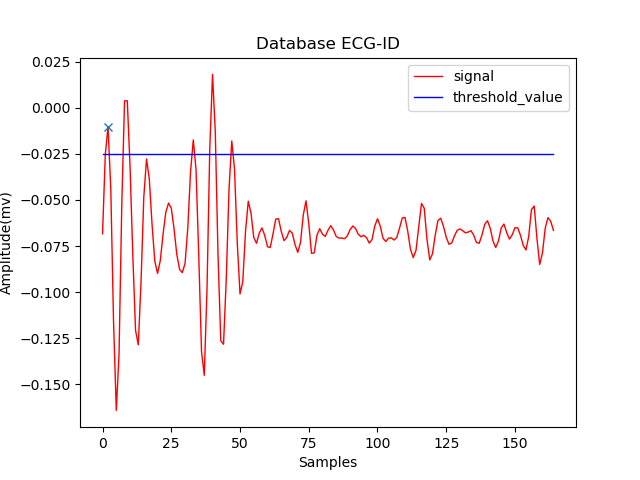 Database ECG-ID
signal
threshold_value
Amplitude(mv)
0.025
0.000
−0.025
−0.050
−0.075
−0.100
−0.125
−0.150
0 25 50 75 100 125 150
Samples